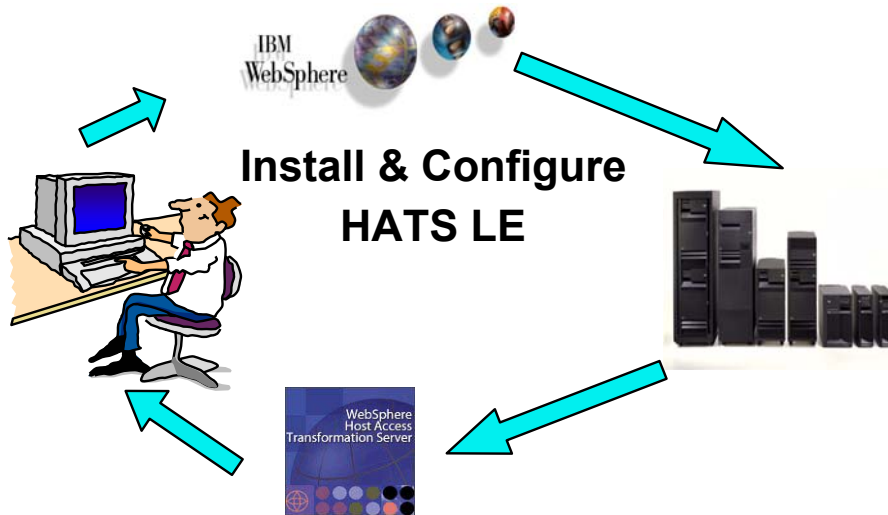 IBM
WebSphere
Install & Configure
HATS LE
WebSphere
Host Access
Transformation Server